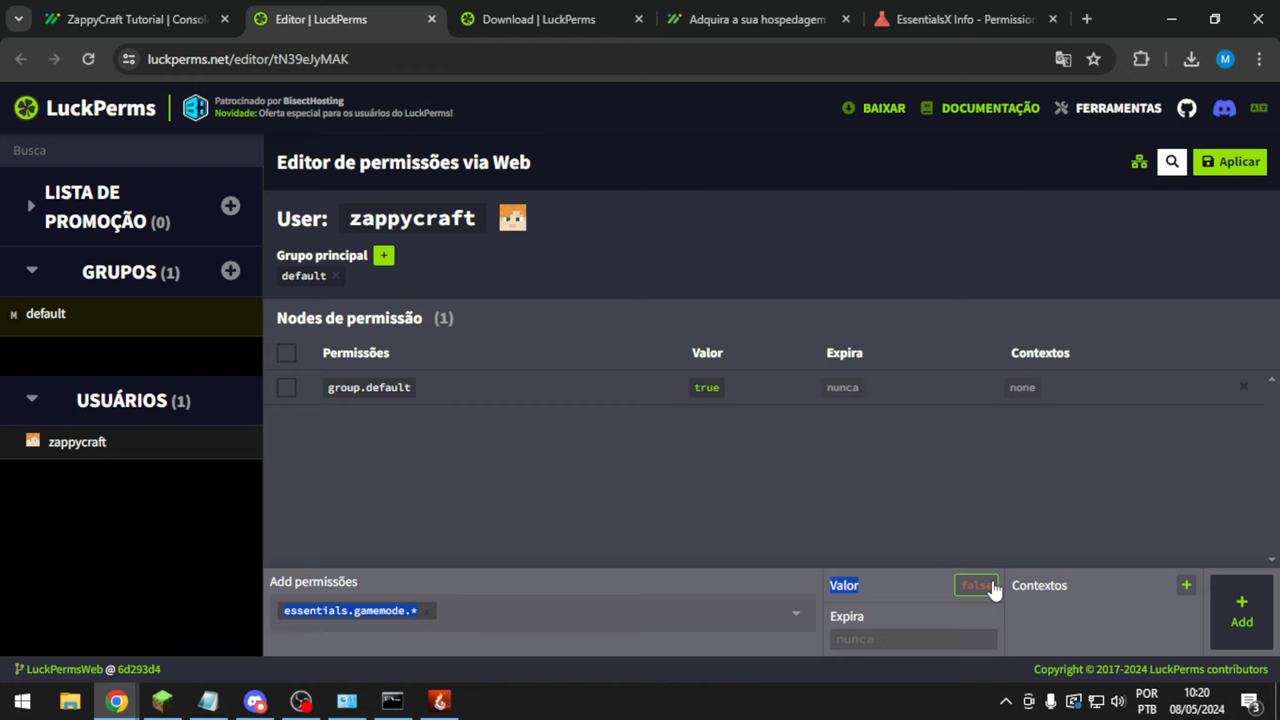 ZappyCraft Tutorial | Consol
Editor | LuckPerms
Download | LuckPerms
Adquira a sua hospedagem
EssentialsX Info - Permission
luckperms.net/editor/tN39eJyMAK
M
LuckPerms
Patrocinado por BisectHosting
Novidade: Oferta especial para os usuários do LuckPerms!
BAIXAR
DOCUMENTAÇÃO
FERRAMENTAS
Busca
LISTA DE
PROMOÇÃO (0)
GRUPOS (1)
M default
USUÁRIOS (1)
zappycraft
Editor de permissões via Web
Aplicar
User: zappycraft
Grupo principal +
default ×
Nodes de permissão (1)
Permissões Valor Expira Contextos
group.default true nunca none ×
Add permissões
essentials.gamemode.* ×
Valor false
Expira
nunca
Contextos +
+
Add
LuckPermsWeb @ 6d293d4
Copyright © 2017-2024 LuckPerms contributors
POR
PTB
10:20
08/05/2024
3